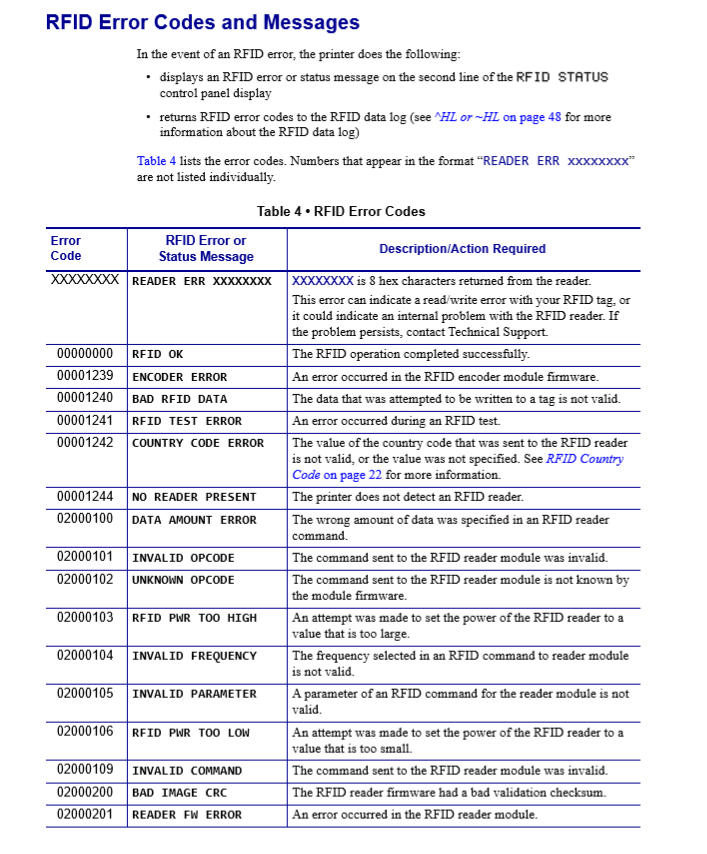 RFID Error Codes and Messages
In the event of an RFID error, the printer does the following:
• displays an RFID error or status message on the second line of the RFID STATUS
control panel display
• returns RFID error codes to the RFID data log (see ^HL or ~HL on page 48 for more
information about the RFID data log)
Table 4 lists the error codes. Numbers that appear in the format “READER ERR XXXXXXXX”
are not listed individually.
Table 4 • RFID Error Codes
Error
Code
RFID Error or
Status Message
Description/Action Required
XXXXXXXX READER ERR XXXXXXXX XXXXXXXX is 8 hex characters returned from the reader.
This error can indicate a read/write error with your RFID tag, or
it could indicate an internal problem with the RFID reader. If
the problem persists, contact Technical Support.
00000000 RFID OK The RFID operation completed successfully.
00001239 ENCODER ERROR An error occurred in the RFID encoder module firmware.
00001240 BAD RFID DATA The data that was attempted to be written to a tag is not valid.
00001241 RFID TEST ERROR An error occurred during an RFID test.
00001242 COUNTRY CODE ERROR The value of the country code that was sent to the RFID reader
is not valid, or the value was not specified. See RFID Country
Code on page 22 for more information.
00001244 NO READER PRESENT The printer does not detect an RFID reader.
02000100 DATA AMOUNT ERROR The wrong amount of data was specified in an RFID reader
command.
02000101 INVALID OPCODE The command sent to the RFID reader module was invalid.
02000102 UNKNOWN OPCODE The command sent to the RFID reader module is not known by
the module firmware.
02000103 RFID PWR TOO HIGH An attempt was made to set the power of the RFID reader to a
value that is too large.
02000104 INVALID FREQUENCY The frequency selected in an RFID command to reader module
is not valid.
02000105 INVALID PARAMETER A parameter of an RFID command for the reader module is not
valid.
02000106 RFID PWR TOO LOW An attempt was made to set the power of the RFID reader to a
value that is too small.
02000109 INVALID COMMAND The command sent to the RFID reader module was invalid.
02000200 BAD IMAGE CRC The RFID reader firmware had a bad validation checksum.
02000201 READER FW ERROR An error occurred in the RFID reader module.